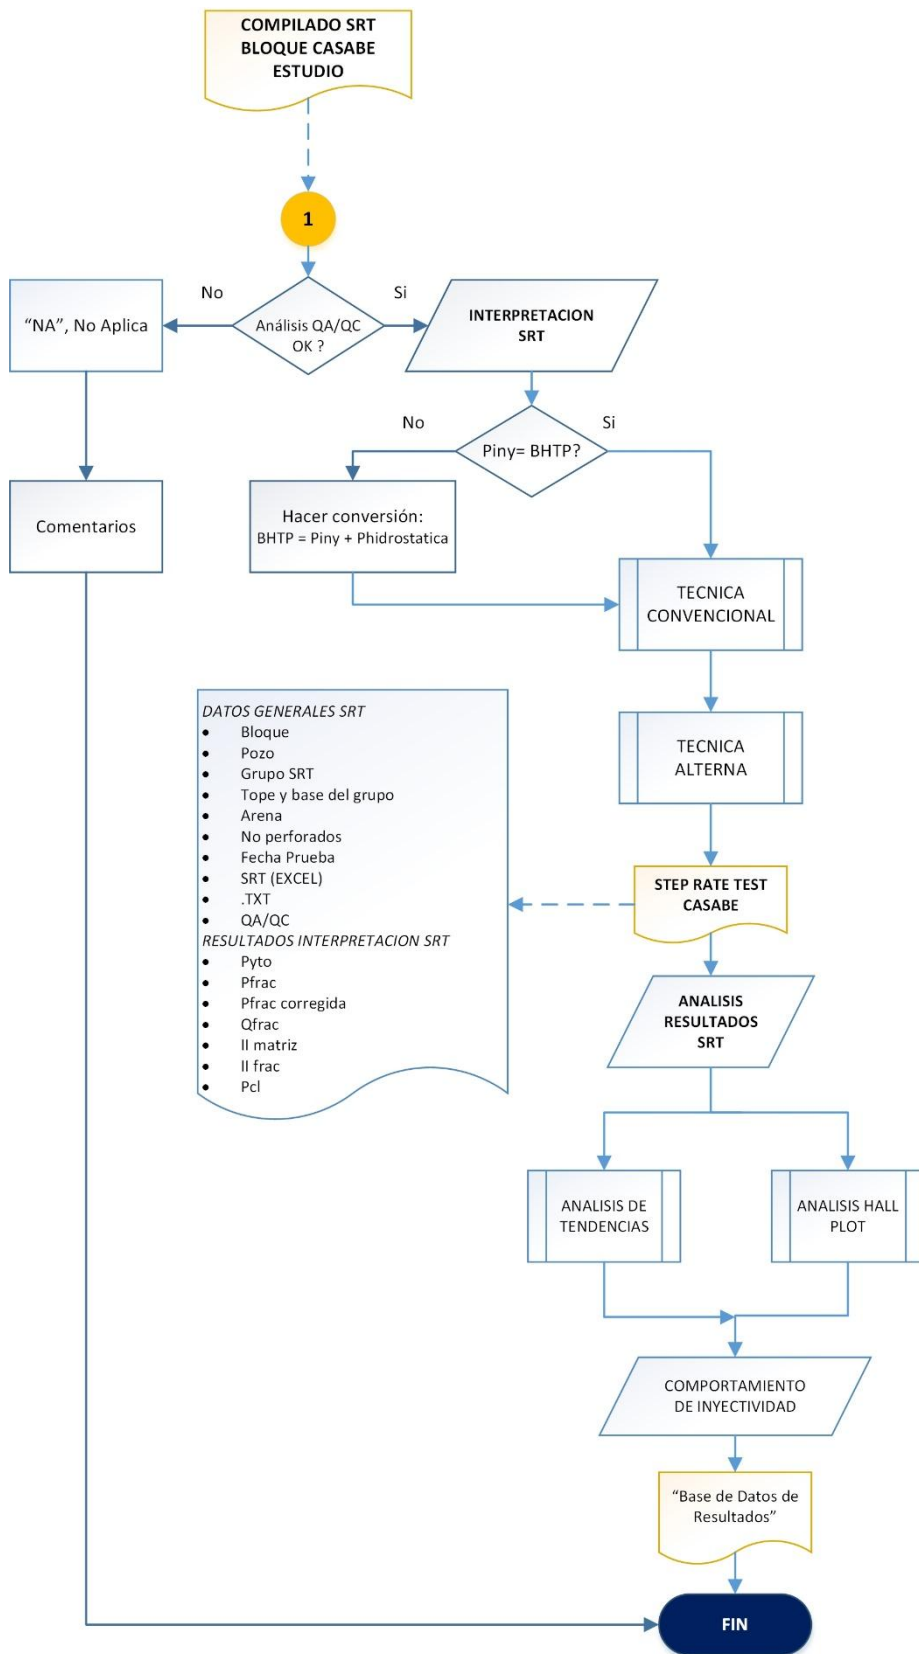 COMPILADO SRT
BLOQUE CASABE
ESTUDIO
1
No
Si
"NA", No Aplica
Análisis QA/QC
OK ?
INTERPRETACION
SRT
No
Si
Piny= BHTP?
Comentarios
Hacer conversión:
BHTP = Piny + Phidrostatica
TECNICA
CONVENCIONAL
TECNICA
ALTERNA
DATOS GENERALES SRT
• Bloque
• Pozo
• Grupo SRT
• Tope y base del grupo
• Arena
• No perforados
• Fecha Prueba
• SRT (EXCEL)
• .TXT
• QA/QC
RESULTADOS INTERPRETACION SRT
• Pyto
• Pfrac
• Pfrac corregida
• Qfrac
• II matriz
• II frac
• Pcl
STEP RATE TEST
CASABE
ANALISIS
RESULTADOS
SRT
ANALISIS DE
TENDENCIAS
ANALISIS HALL
PLOT
COMPORTAMIENTO
DE INYECTIVIDAD
"Base de Datos de
Resultados"
FIN